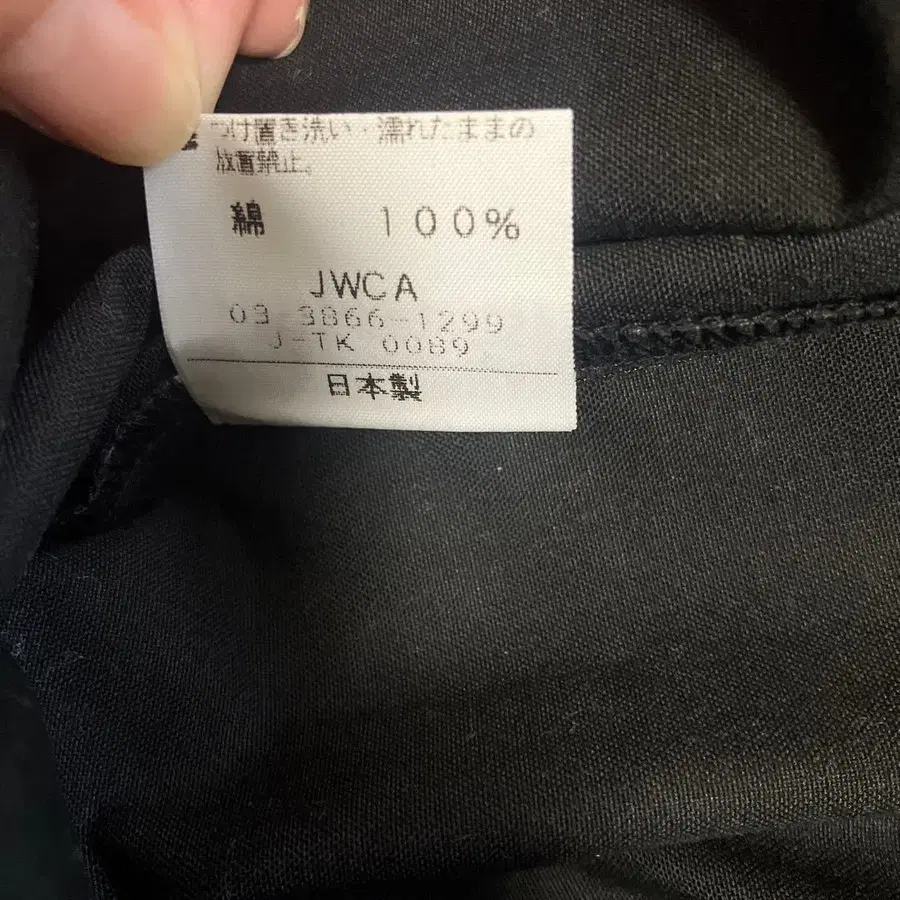 つけ置き洗い・濡れたままの
放置禁止。
綿 100%
JWCA
03 3866-1299
J-TK 0089
日本製